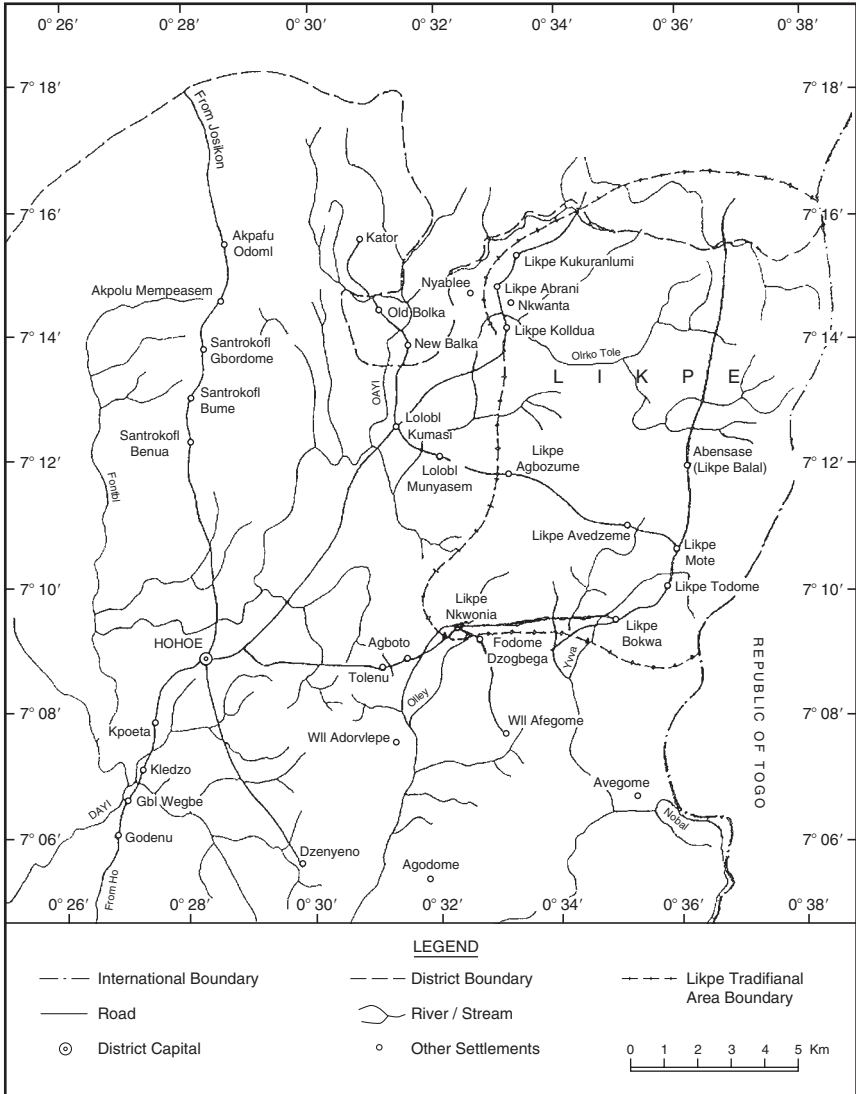 0° 26′ 0° 28′ 0° 30′ 0° 32′ 0° 34′ 0° 36′ 0° 38′
7° 18′ 7° 18′
From Josikon
7° 16′ 7° 16′
Akpafu
Odoml
Kator
Likpe Kukuranlumi
Nyablee
Likpe Abrani
Akpolu Mempeasem
Nkwanta
Old Bolka
Likpe Kolldua
7° 14′ 7° 14′
Santrokofl
Gbordome
New Balka
Olrko Tole
L I K P E
OAYI
Santrokofl
Bume
Lolobl
Kumasi
Santrokofl
Benua
Likpe
Agbozume
Abensase
(Likpe Balal)
7° 12′ 7° 12′
Lolobl
Munyasem
Fontbl
Likpe Avedzeme
Likpe
Mote
7° 10′ 7° 10′
Likpe Todome
Likpe
Nkwonia
HOHOE
Agboto
Fodome
Dzogbega
Likpe
Bokwa
Tolenu
Yvva
REPUBLIC OF TOGO
Olley
7° 08′ 7° 08′
Kpoeta
Wll Adorvlepe
Wll Afegome
Kledzo
Avegome
DAYI
Gbl Wegbe
Nobal
7° 06′ 7° 06′
Godenu
Dzenyeno
Agodome
From Ho
0° 26′ 0° 28′ 0° 30′ 0° 32′ 0° 34′ 0° 36′ 0° 38′
LEGEND
International Boundary
District Boundary
Likpe Tradifianal
Area Boundary
Road
River / Stream
District Capital
Other Settlements
0 1 2 3 4 5 Km